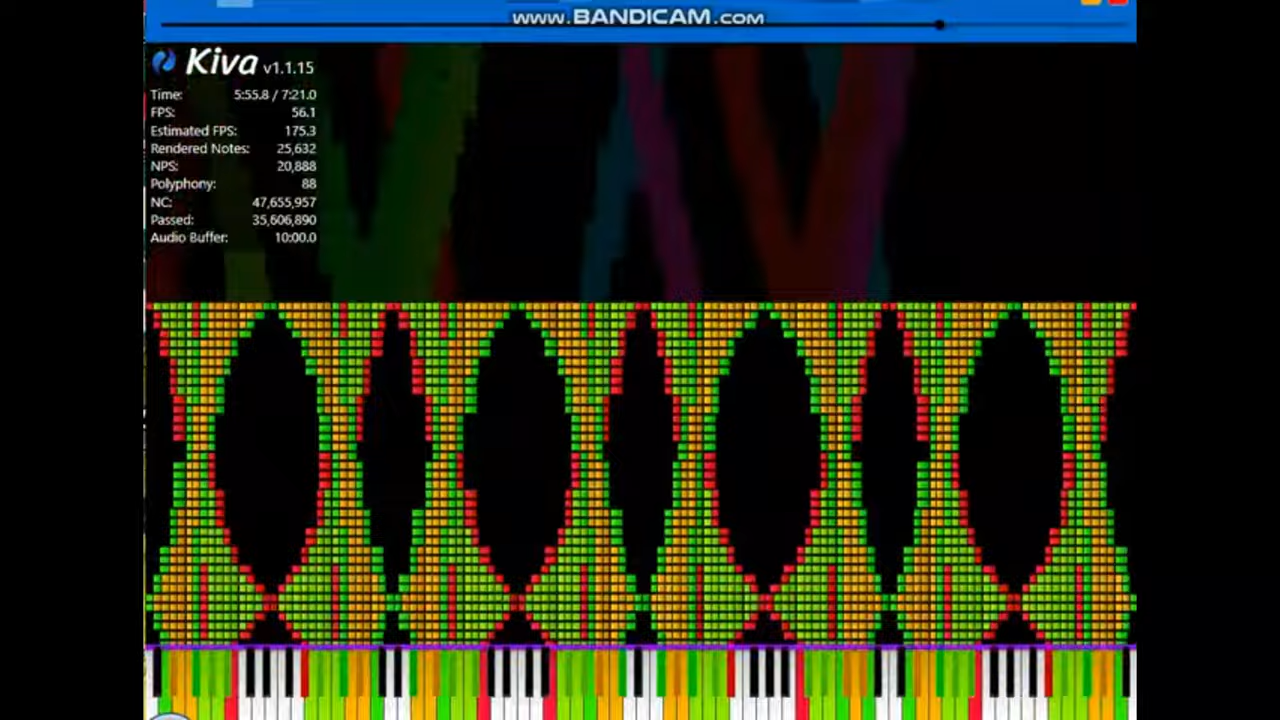 www.BANDICAM.com
Kiva v1.1.15
Time: 5:55.8 / 7:21.0
FPS: 56.1
Estimated FPS: 175.3
Rendered Notes: 25,632
NPS: 20,888
Polyphony: 88
NC: 47,655,957
Passed: 35,606,890
Audio Buffer: 10:00.0